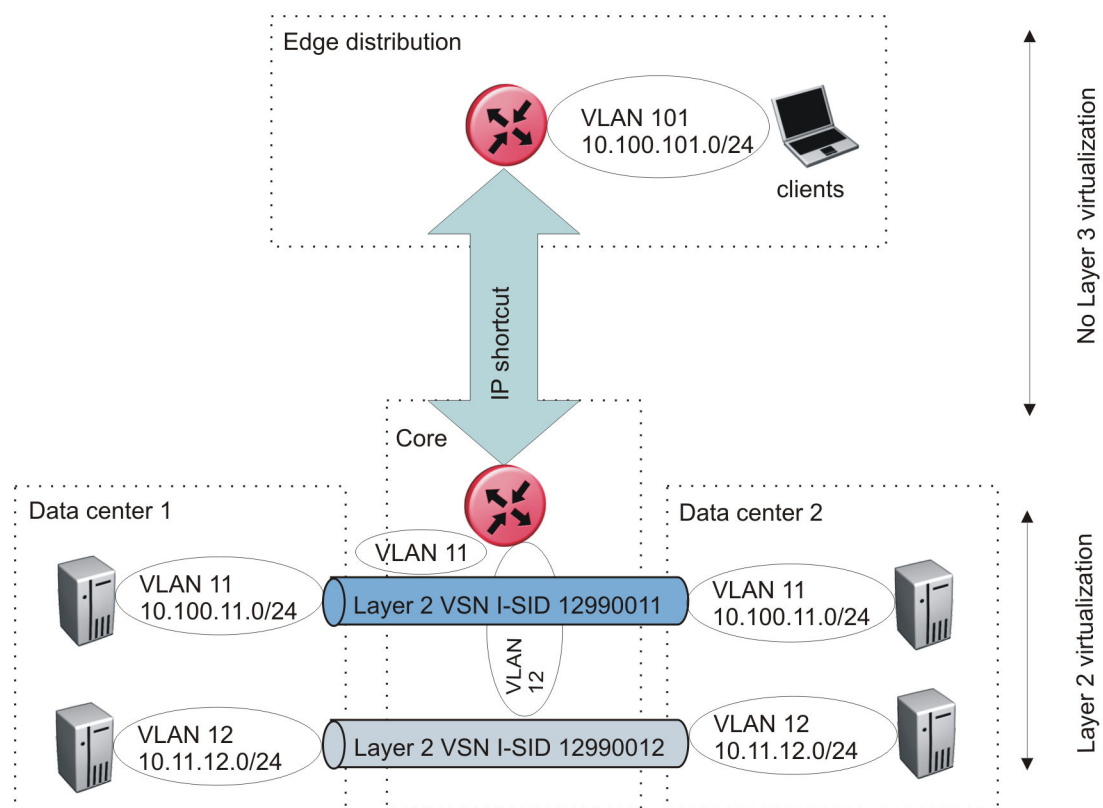 Edge distribution
VLAN 101
10.100.101.0/24
clients
No Layer 3 virtualization
IP shortcut
Core
Data center 1
Data center 2
VLAN 11
VLAN 11
10.100.11.0/24
Layer 2 VSN I-SID 12990011
VLAN 11
10.100.11.0/24
VLAN
12
VLAN 12
10.11.12.0/24
Layer 2 VSN I-SID 12990012
VLAN 12
10.11.12.0/24
Layer 2 virtualization